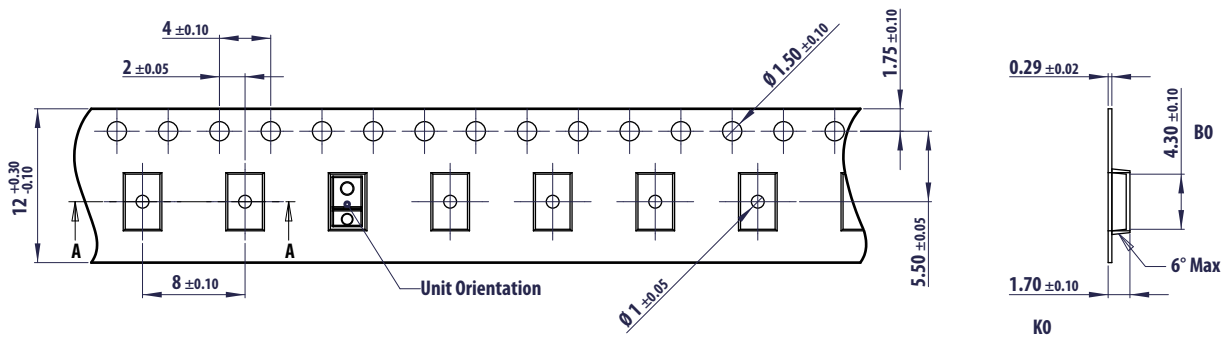 4 ±0.10
2 ±0.05
12 +0.30 -0.10
A
A
8 ±0.10
Unit Orientation
Ø 1.50 ±0.10
1.75 ±0.10
5.50 ±0.05
Ø 1 ±0.05
0.29 ±0.02
4.30 ±0.10
B0
6° Max
1.70 ±0.10
K0